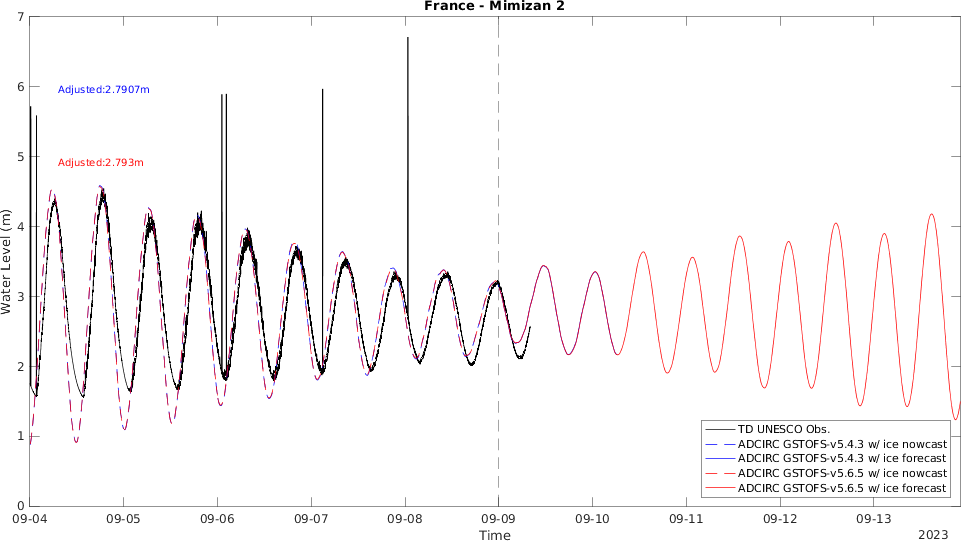 France - Mimizan 2
7
6
5
4
3
2
1
0
Water Level (m)
Adjusted:2.7907m
Adjusted:2.793m
TD UNESCO Obs.
ADCIRC GSTOFS-v5.4.3 w/ ice nowcast
ADCIRC GSTOFS-v5.4.3 w/ ice forecast
ADCIRC GSTOFS-v5.6.5 w/ ice nowcast
ADCIRC GSTOFS-v5.6.5 w/ ice forecast
09-04 09-05 09-06 09-07 09-08 09-09 09-10 09-11 09-12 09-13
Time
2023